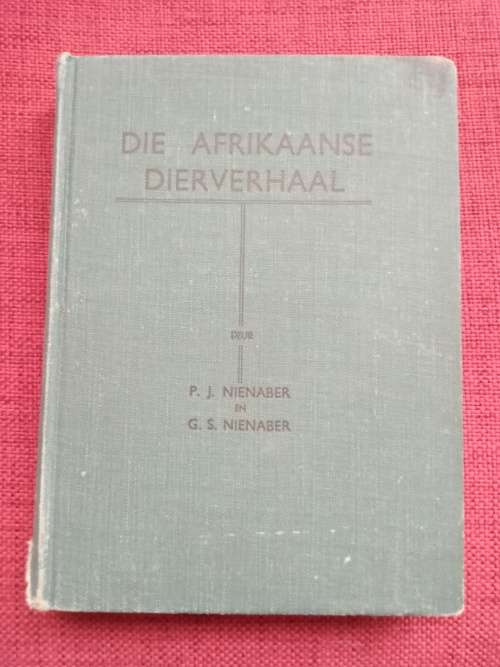 DIE AFRIKAANSE
DIERVERHAAL
DEUR
P. J. NIENABER
EN
G. S. NIENABER